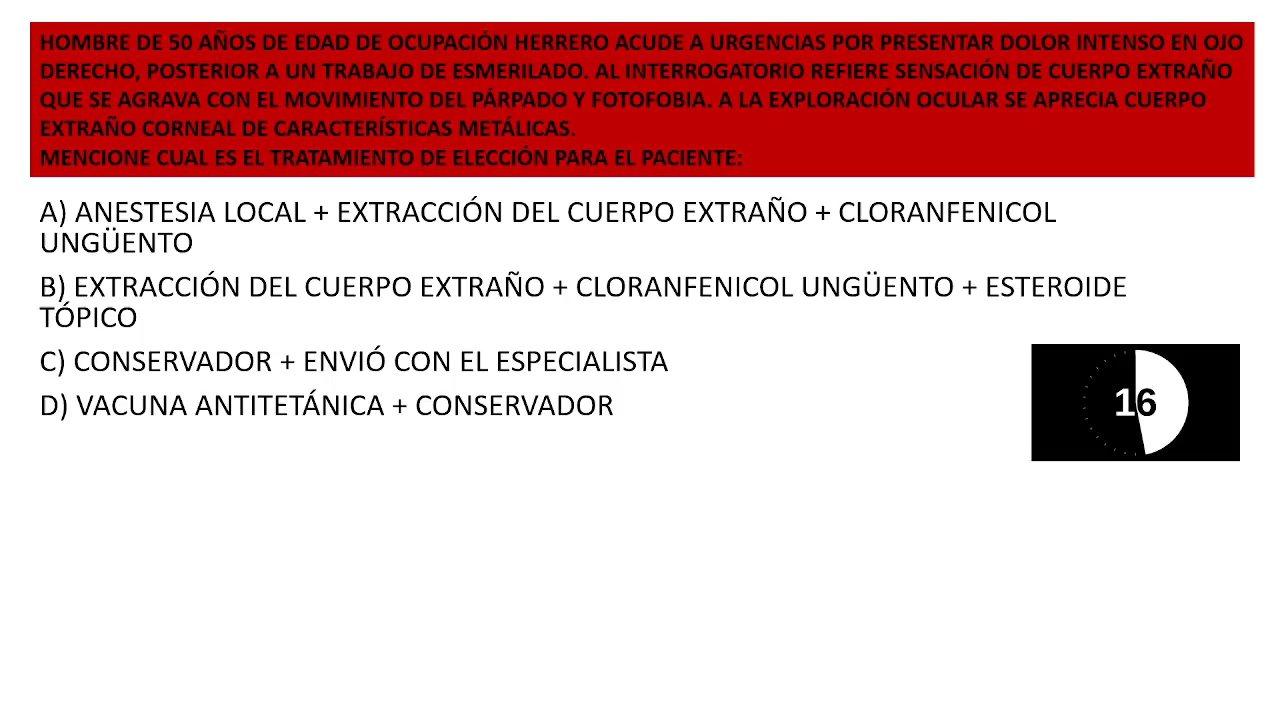 HOMBRE DE 50 AÑOS DE EDAD DE OCUPACIÓN HERRERO ACUDE A URGENCIAS POR PRESENTAR DOLOR INTENSO EN OJO
DERECHO, POSTERIOR A UN TRABAJO DE ESMERILADO. AL INTERROGATORIO REFIERE SENSACIÓN DE CUERPO EXTRAÑO
QUE SE AGRAVA CON EL MOVIMIENTO DEL PÁRPADO Y FOTOFOBIA. A LA EXPLORACIÓN OCULAR SE APRECIA CUERPO
EXTRAÑO CORNEAL DE CARACTERÍSTICAS METÁLICAS.
MENCIONE CUAL ES EL TRATAMIENTO DE ELECCIÓN PARA EL PACIENTE:
A) ANESTESIA LOCAL + EXTRACCIÓN DEL CUERPO EXTRAÑO + CLORANFENICOL
UNGÜENTO
B) EXTRACCIÓN DEL CUERPO EXTRAÑO + CLORANFENICOL UNGÜENTO + ESTEROIDE
TÓPICO
C) CONSERVADOR + ENVIÓ CON EL ESPECIALISTA
D) VACUNA ANTITETÁNICA + CONSERVADOR
16